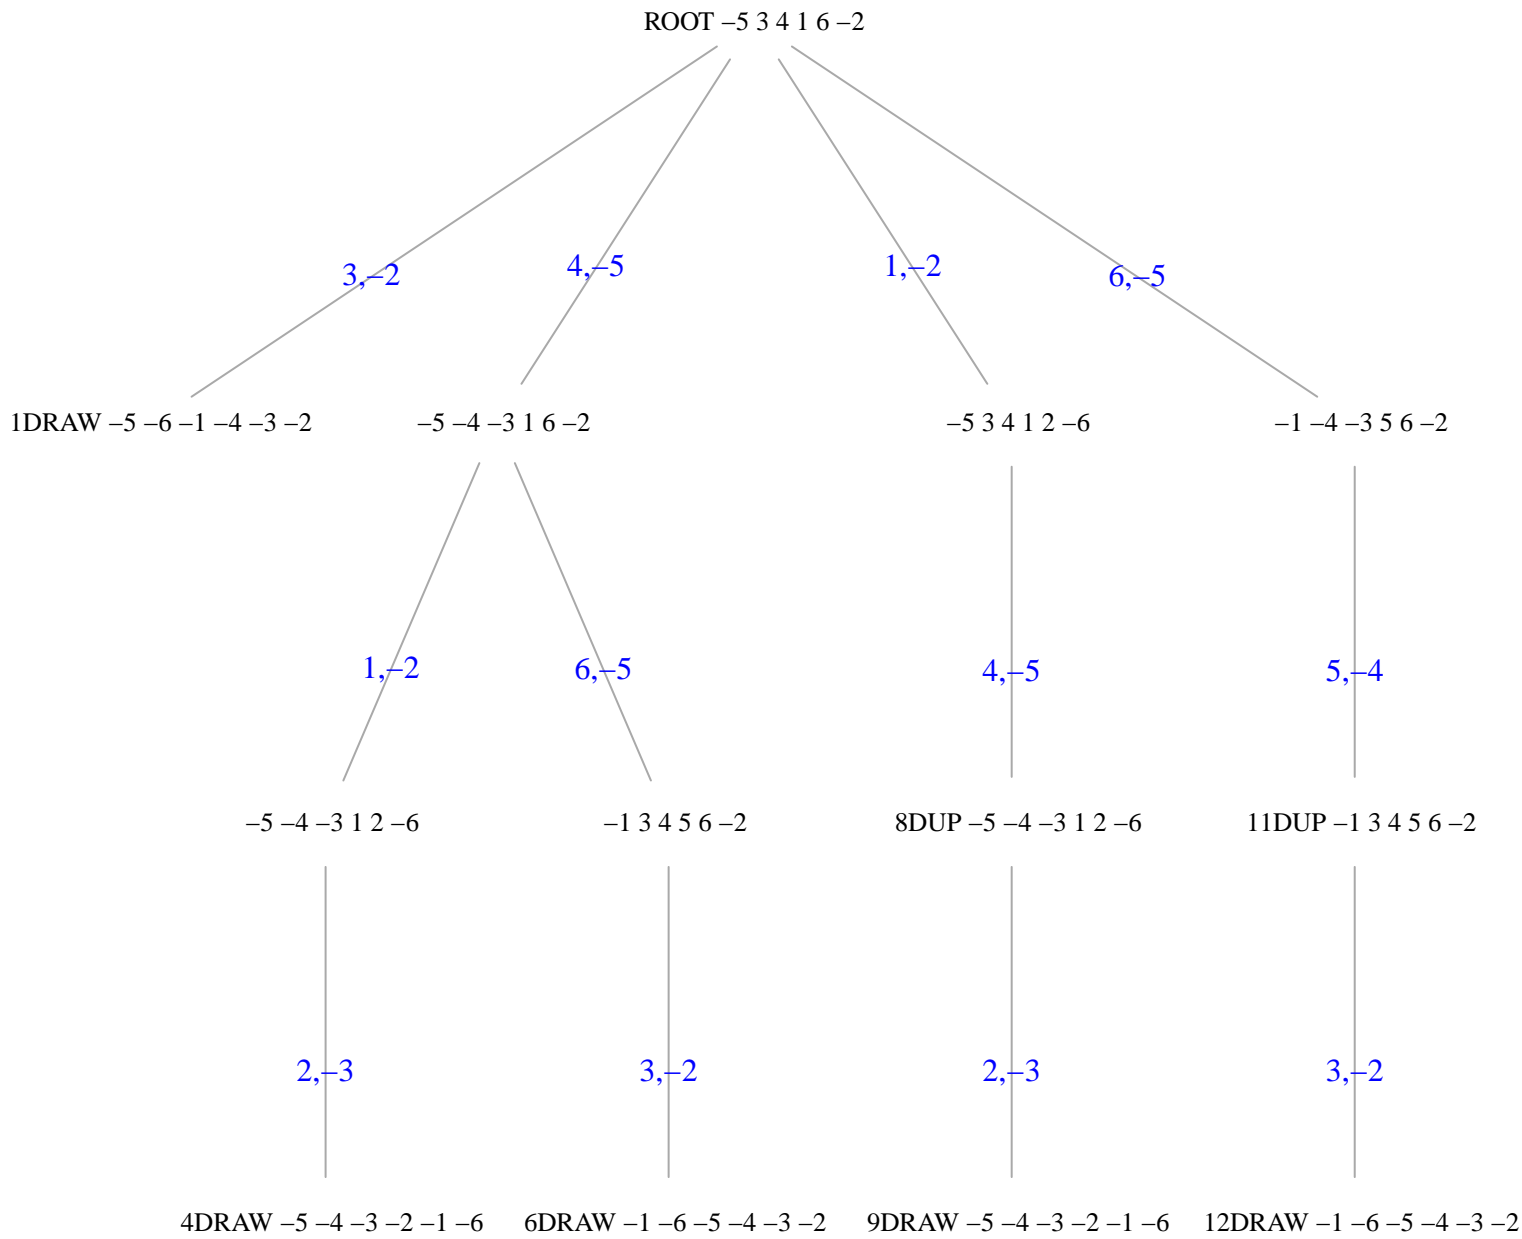 ROOT –5 3 4 1 6 –2
3,–2
4,–5
1,–2
6,–5
1DRAW –5 –6 –1 –4 –3 –2
–5 –4 –3 1 6 –2
–5 3 4 1 2 –6
–1 –4 –3 5 6 –2
1,–2
6,–5
4,–5
5,–4
–5 –4 –3 1 2 –6
–1 3 4 5 6 –2
8DUP –5 –4 –3 1 2 –6
11DUP –1 3 4 5 6 –2
2,–3
3,–2
2,–3
3,–2
4DRAW –5 –4 –3 –2 –1 –6
6DRAW –1 –6 –5 –4 –3 –2
9DRAW –5 –4 –3 –2 –1 –6
12DRAW –1 –6 –5 –4 –3 –2